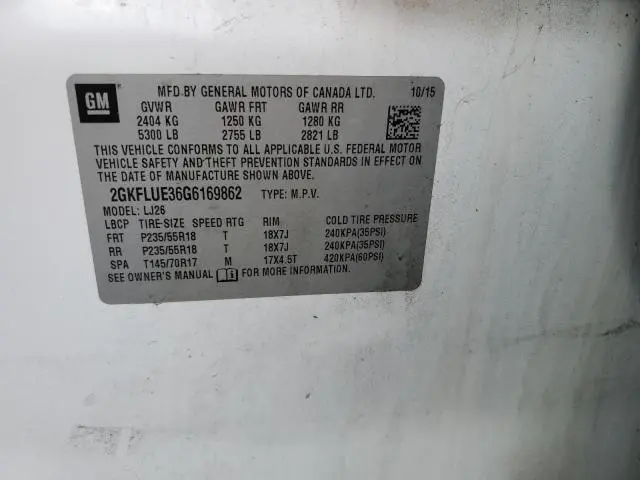 GM
MFD BY GENERAL MOTORS OF CANADA LTD. 10/15
GVWR GAWR FRT GAWR RR
2404 KG 1250 KG 1280 KG
5300 LB 2755 LB 2821 LB
THIS VEHICLE CONFORMS TO ALL APPLICABLE U.S. FEDERAL MOTOR
VEHICLE SAFETY AND THEFT PREVENTION STANDARDS IN EFFECT ON
THE DATE OF MANUFACTURE SHOWN ABOVE.
2GKFLUE36G6169862 TYPE: M.P.V.
MODEL: LJ26
LBCP TIRE-SIZE SPEED RTG RIM COLD TIRE PRESSURE
FRT P235/55R18 T 18X7J 240KPA(35PSI)
RR P235/55R18 T 18X7J 240KPA(35PSI)
SPA T145/70R17 M 17X4.5T 420KPA(60PSI)
SEE OWNER'S MANUAL FOR ADDITIONAL INFORMATION.